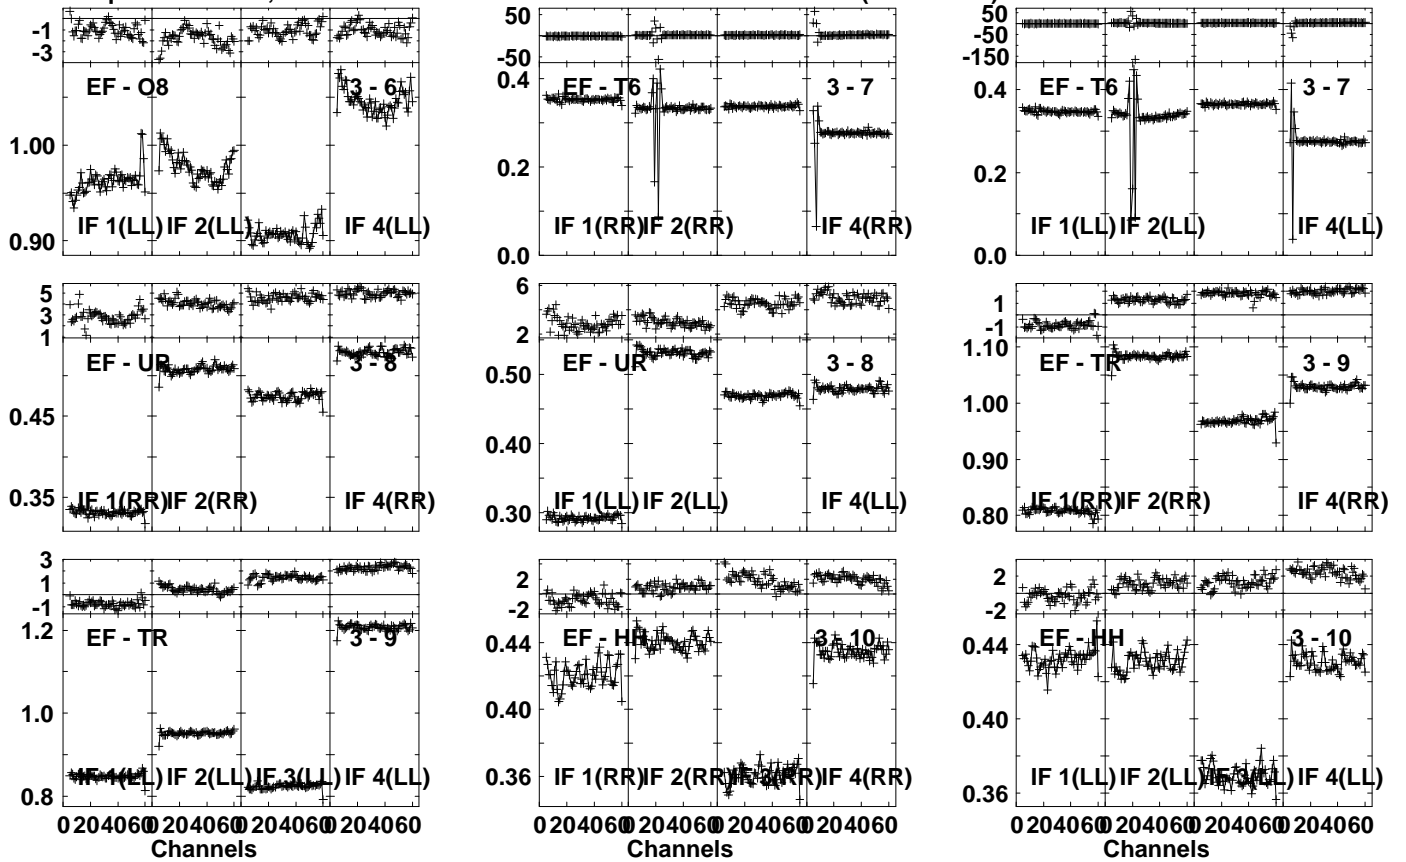 -1
-3
EF - O8
3 - 6
1.00
0.90
IF 1(LL) IF 2(LL) IF 4(LL)
50
-50
EF - T6
3 - 7
0.4
0.2
0.0
IF 1(RR) IF 2(RR) IF 4(RR)
50
-50
-150
EF - T6
3 - 7
0.4
0.2
0.0
IF 1(LL) IF 2(LL) IF 4(LL)
5
3
1
EF - UR
3 - 8
0.45
0.35
IF 1(RR) IF 2(RR) IF 4(RR)
6
2
EF - UR
3 - 8
0.50
0.40
0.30
IF 1(LL) IF 2(LL) IF 4(LL)
1
-1
EF - TR
3 - 9
1.10
1.00
0.90
0.80
IF 1(RR) IF 2(RR) IF 4(RR)
3
1
-1
EF - TR
3 - 9
1.2
1.0
0.8
IF 1(LL) IF 2(LL) IF 3(LL) IF 4(LL)
0 204060 0 204060 0 204060 0 204060
Channels
2
-2
EF - HH
3 - 10
0.44
0.40
0.36
IF 1(RR) IF 2(RR) IF 3(RR) IF 4(RR)
0 204060 0 204060 0 204060 0 204060
Channels
2
-2
EF - HH
3 - 10
0.44
0.40
0.36
IF 1(LL) IF 2(LL) IF 3(LL) IF 4(LL)
0 204060 0 204060 0 204060 0 204060
Channels